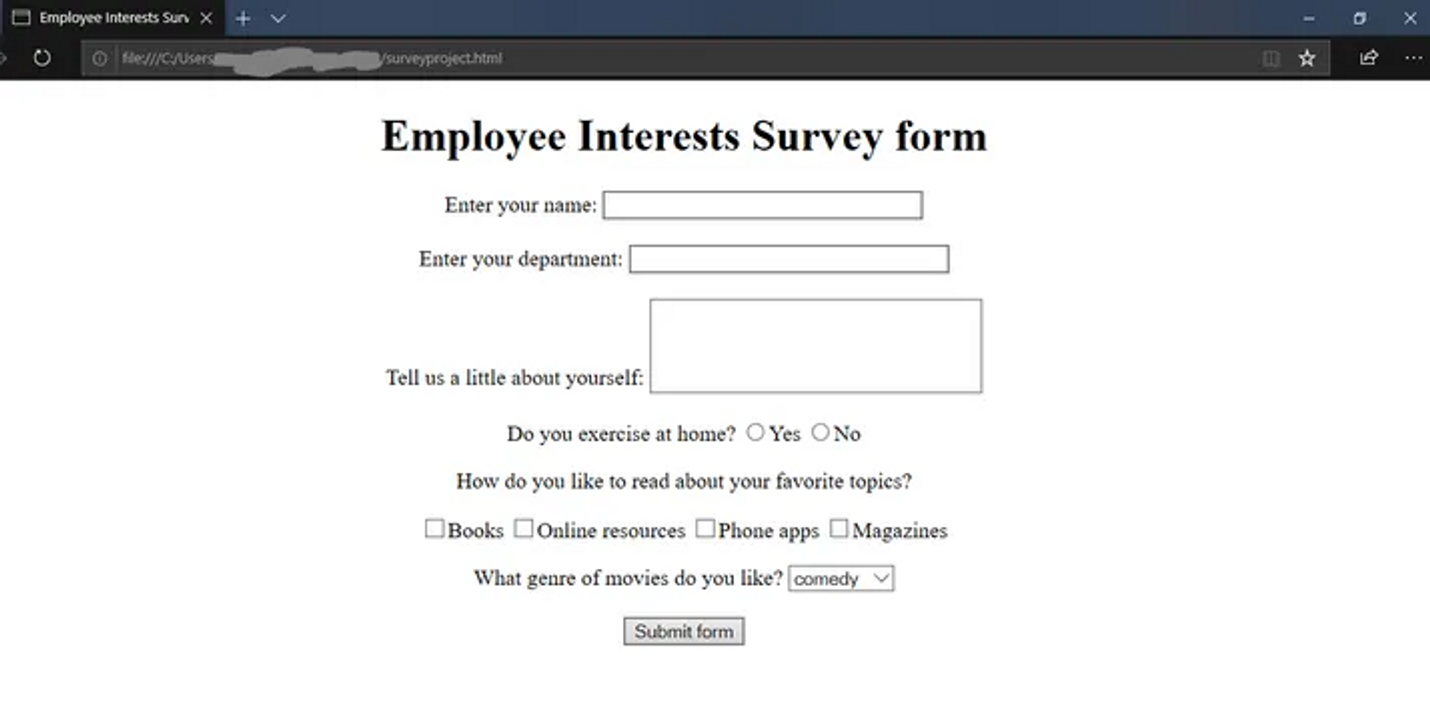 Employee Interests Surv
file:///C:/Users /surveyproject.html
Employee Interests Survey form
Enter your name:
Enter your department:
Tell us a little about yourself:
Do you exercise at home? Yes No
How do you like to read about your favorite topics?
Books Online resources Phone apps Magazines
What genre of movies do you like? comedy
Submit form